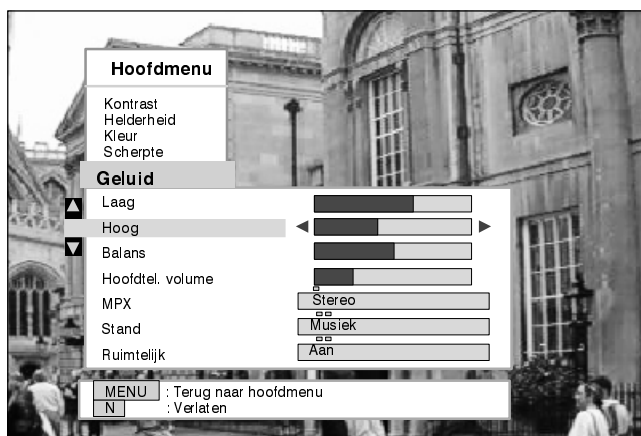 Hoofdmenu
Kontrast
Helderheid
Kleur
Scherpte
Geluid
Laag
Hoog
Balans
Hoofdtel. volume
MPX Stereo
Stand Musiek
Ruimtelijk Aan
MENU : Terug naar hoofdmenu
N : Verlaten